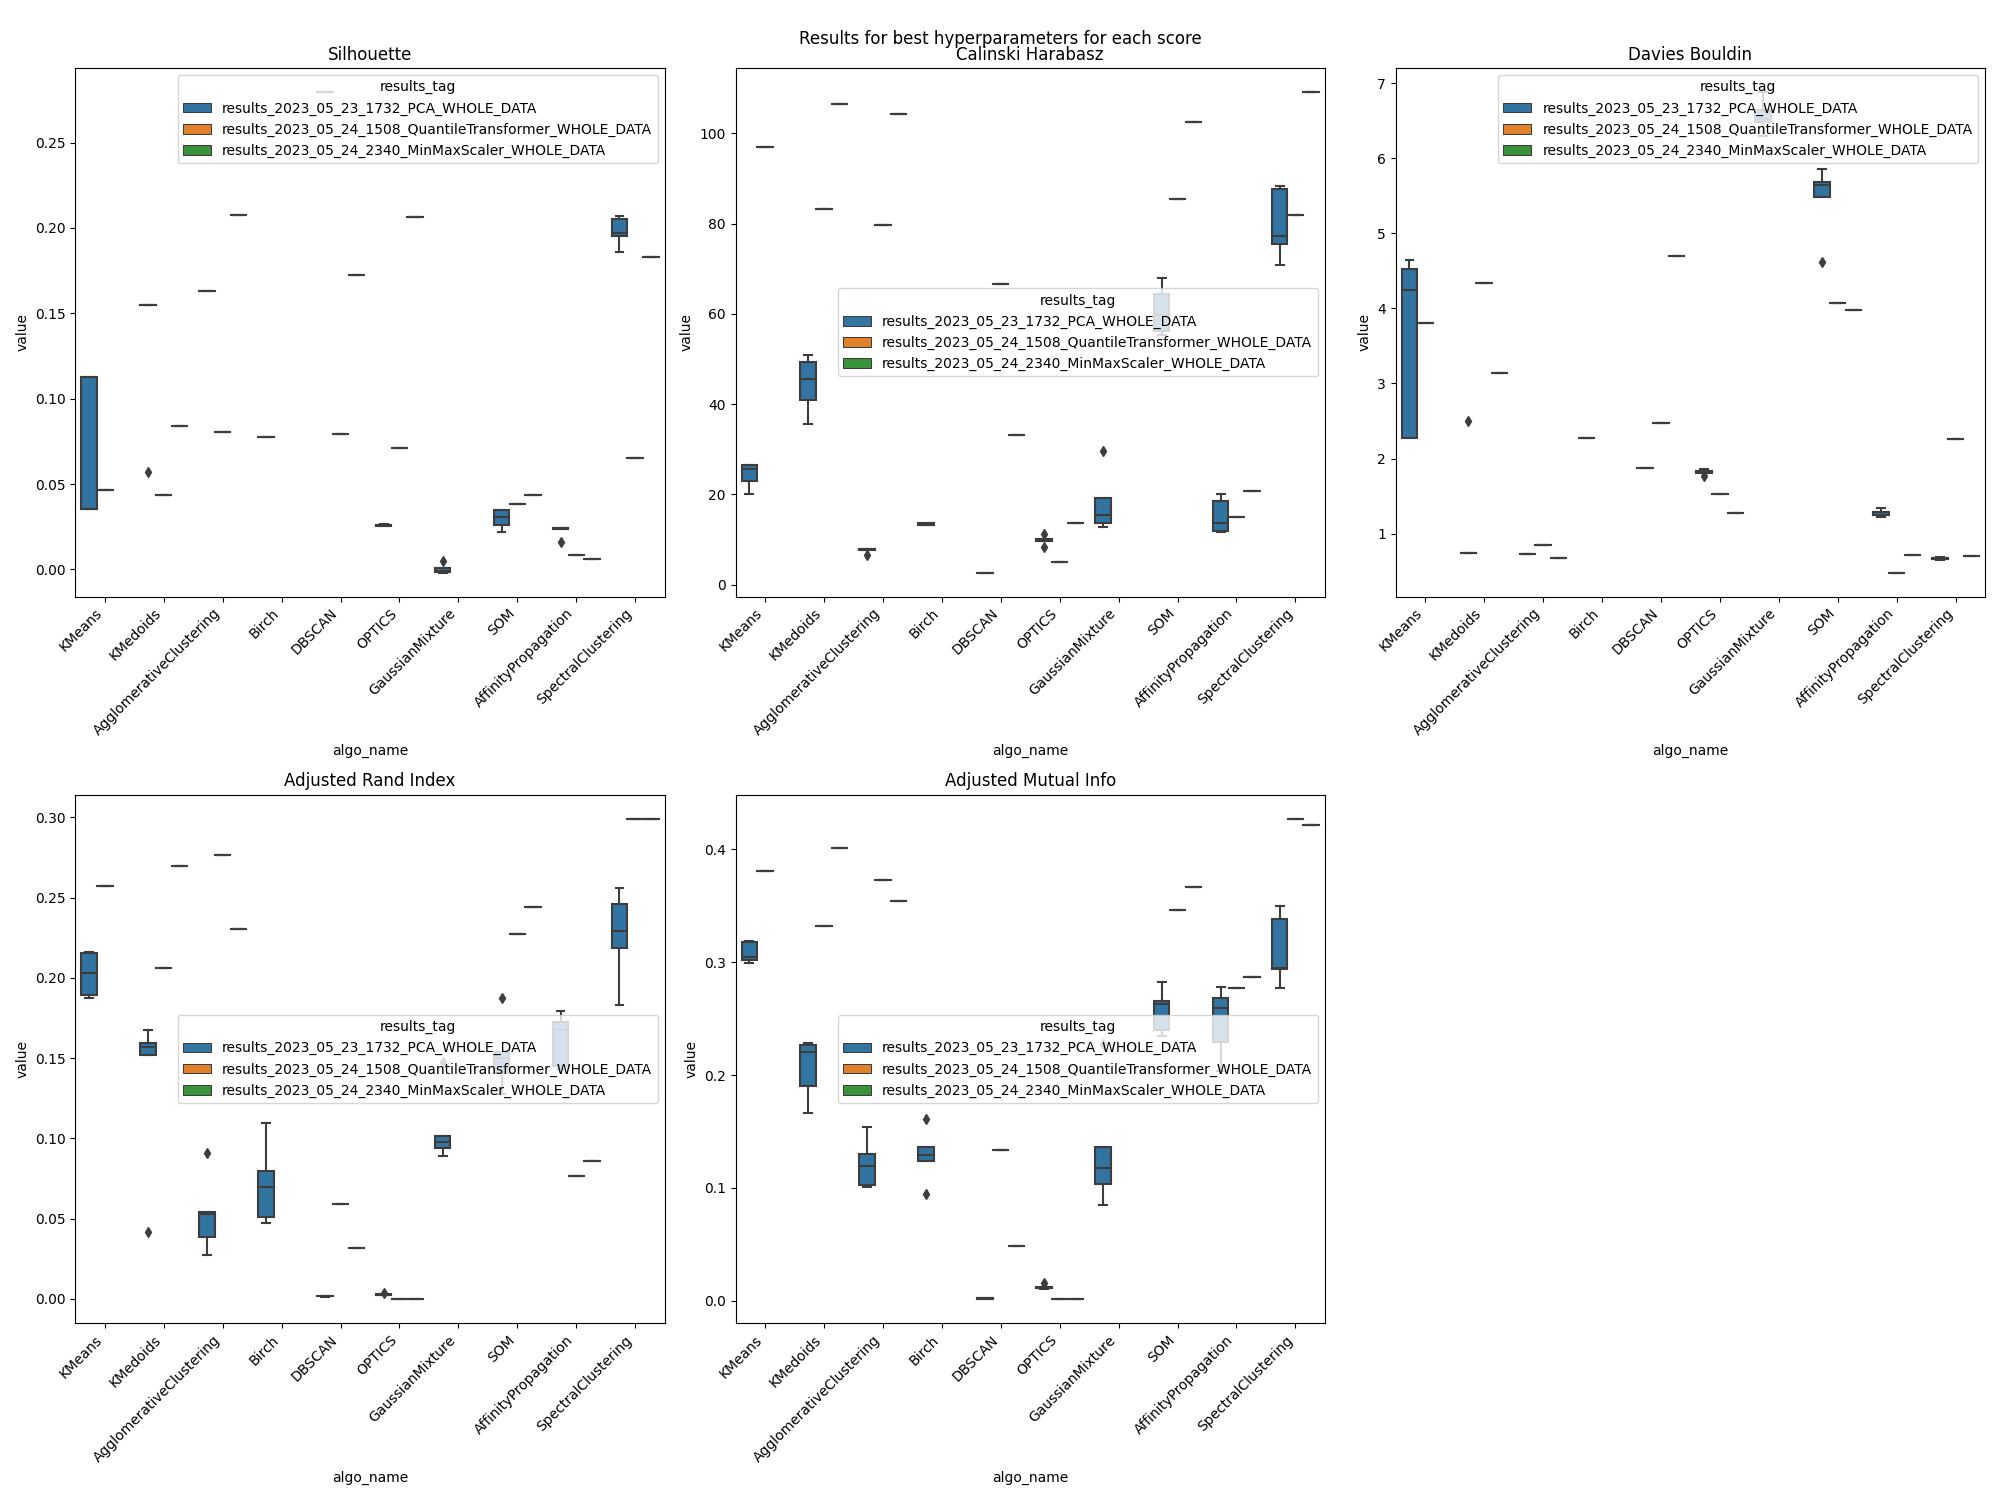 Results for best hyperparameters for each score
Silhouette
results_tag
results_2023_05_23_1732_PCA_WHOLE_DATA
results_2023_05_24_1508_QuantileTransformer_WHOLE_DATA
results_2023_05_24_2340_MinMaxScaler_WHOLE_DATA
value
0.25
0.20
0.15
0.10
0.05
0.00
KMeans
KMedoids
AgglomerativeClustering
Birch
DBSCAN
OPTICS
GaussianMixture
SOM
AffinityPropagation
SpectralClustering
algo_name
Calinski Harabasz
results_tag
results_2023_05_23_1732_PCA_WHOLE_DATA
results_2023_05_24_1508_QuantileTransformer_WHOLE_DATA
results_2023_05_24_2340_MinMaxScaler_WHOLE_DATA
value
100
80
60
40
20
0
KMeans
KMedoids
AgglomerativeClustering
Birch
DBSCAN
OPTICS
GaussianMixture
SOM
AffinityPropagation
SpectralClustering
algo_name
Davies Bouldin
results_tag
results_2023_05_23_1732_PCA_WHOLE_DATA
results_2023_05_24_1508_QuantileTransformer_WHOLE_DATA
results_2023_05_24_2340_MinMaxScaler_WHOLE_DATA
value
7
6
5
4
3
2
1
KMeans
KMedoids
AgglomerativeClustering
Birch
DBSCAN
OPTICS
GaussianMixture
SOM
AffinityPropagation
SpectralClustering
algo_name
Adjusted Rand Index
results_tag
results_2023_05_23_1732_PCA_WHOLE_DATA
results_2023_05_24_1508_QuantileTransformer_WHOLE_DATA
results_2023_05_24_2340_MinMaxScaler_WHOLE_DATA
value
0.30
0.25
0.20
0.15
0.10
0.05
0.00
KMeans
KMedoids
AgglomerativeClustering
Birch
DBSCAN
OPTICS
GaussianMixture
SOM
AffinityPropagation
SpectralClustering
algo_name
Adjusted Mutual Info
results_tag
results_2023_05_23_1732_PCA_WHOLE_DATA
results_2023_05_24_1508_QuantileTransformer_WHOLE_DATA
results_2023_05_24_2340_MinMaxScaler_WHOLE_DATA
value
0.4
0.3
0.2
0.1
0.0
KMeans
KMedoids
AgglomerativeClustering
Birch
DBSCAN
OPTICS
GaussianMixture
SOM
AffinityPropagation
SpectralClustering
algo_name